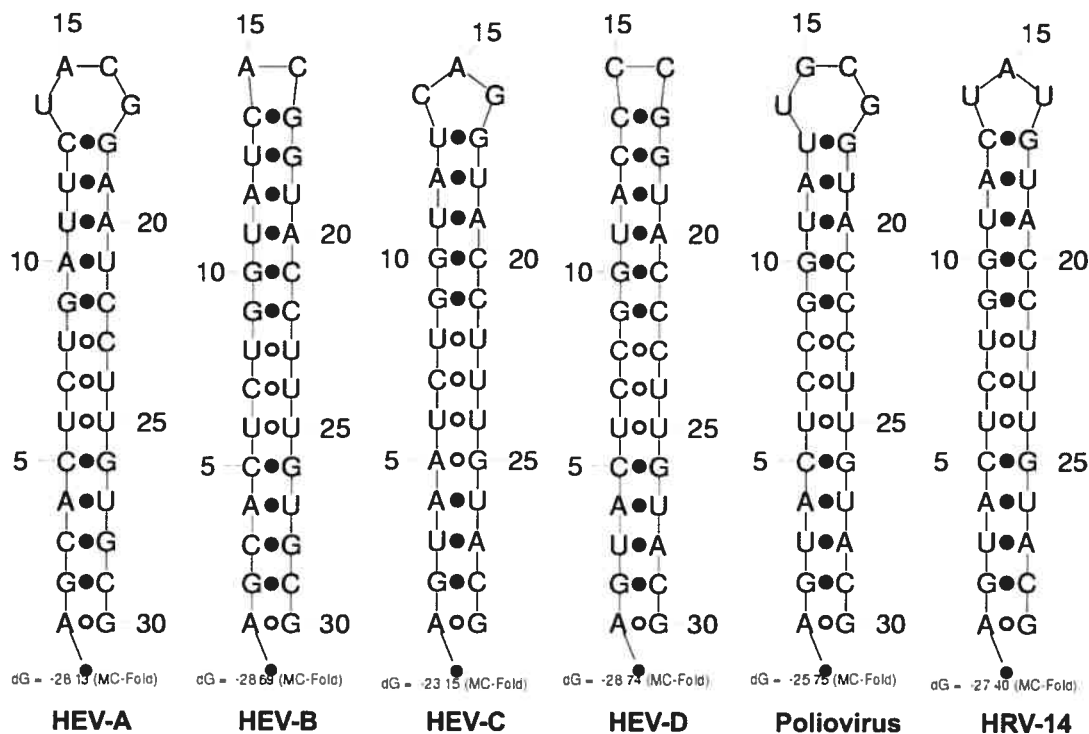 15
A C
U G
C G
U A
U A 20
10 A U
G C
U C
C U
U U 25
5 C G
A U
C G
G C
A G 30
dG = -28.13 (MC-Fold)
HEV-A
15
A C
C G
U G
A U
U A 20
10 G C
G C
U U
C U
U U 25
5 C G
A U
C G
G C
A G 30
dG = -28.69 (MC-Fold)
HEV-B
15
A
C G
U G
A U
U A
10 G C 20
G C
U U
C U
U U
5 A G 25
A U
U A
G C
A G
dG = -23.15 (MC-Fold)
HEV-C
15
C C
C G
C G
A U
U A 20
10 G C
G C
C C
C U
U U 25
5 C G
A U
U A
G C
A G 30
dG = -28.74 (MC-Fold)
HEV-D
15
G C
U G
U G
A U
U A 20
10 G C
G C
C C
C U
U U 25
5 C G
A U
U A
G C
A G 30
dG = -25.75 (MC-Fold)
Poliovirus
15
A
U U
C G
A U
U A
10 G C 20
G C
U U
C U
U U
5 C G 25
A U
U A
G C
A G
dG = -27.40 (MC-Fold)
HRV-14